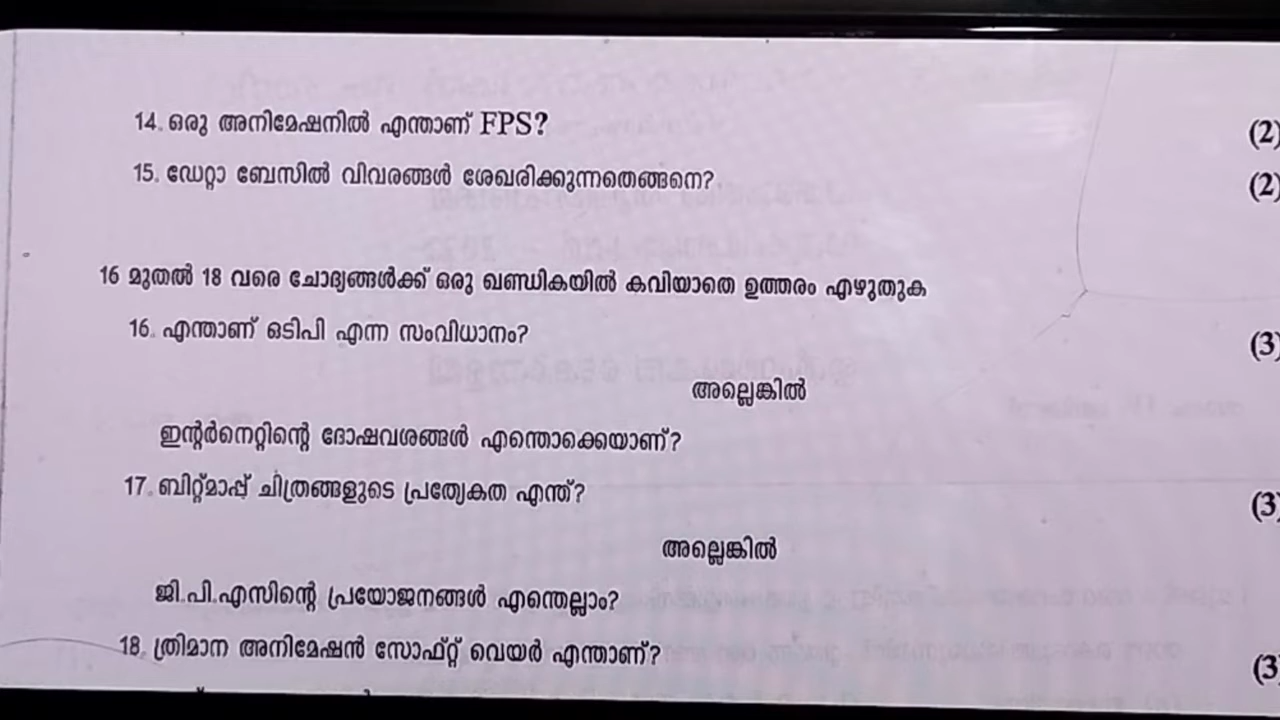 14. ഒരു അനിമേഷനിൽ എന്താണ് FPS? (2)
15. ഡേറ്റാ ബേസിൽ വിവരങ്ങൾ ശേഖരിക്കുന്നതെങ്ങനെ? (2)
16 മുതൽ 18 വരെ ചോദ്യങ്ങൾക്ക് ഒരു ഖണ്ഡികയിൽ കവിയാതെ ഉത്തരം എഴുതുക
16. എന്താണ് ഒടിപി എന്ന സംവിധാനം? (3)
അല്ലെങ്കിൽ
ഇന്റർനെറ്റിന്റെ ദോഷവശങ്ങൾ എന്തൊക്കെയാണ്?
17. ബിറ്റ്മാപ്പ് ചിത്രങ്ങളുടെ പ്രത്യേകത എന്ത്? (3)
അല്ലെങ്കിൽ
ജി.പി.എസിന്റെ പ്രയോജനങ്ങൾ എന്തെല്ലാം?
18. ത്രിമാന അനിമേഷൻ സോഫ്റ്റ് വെയർ എന്താണ്? (3)